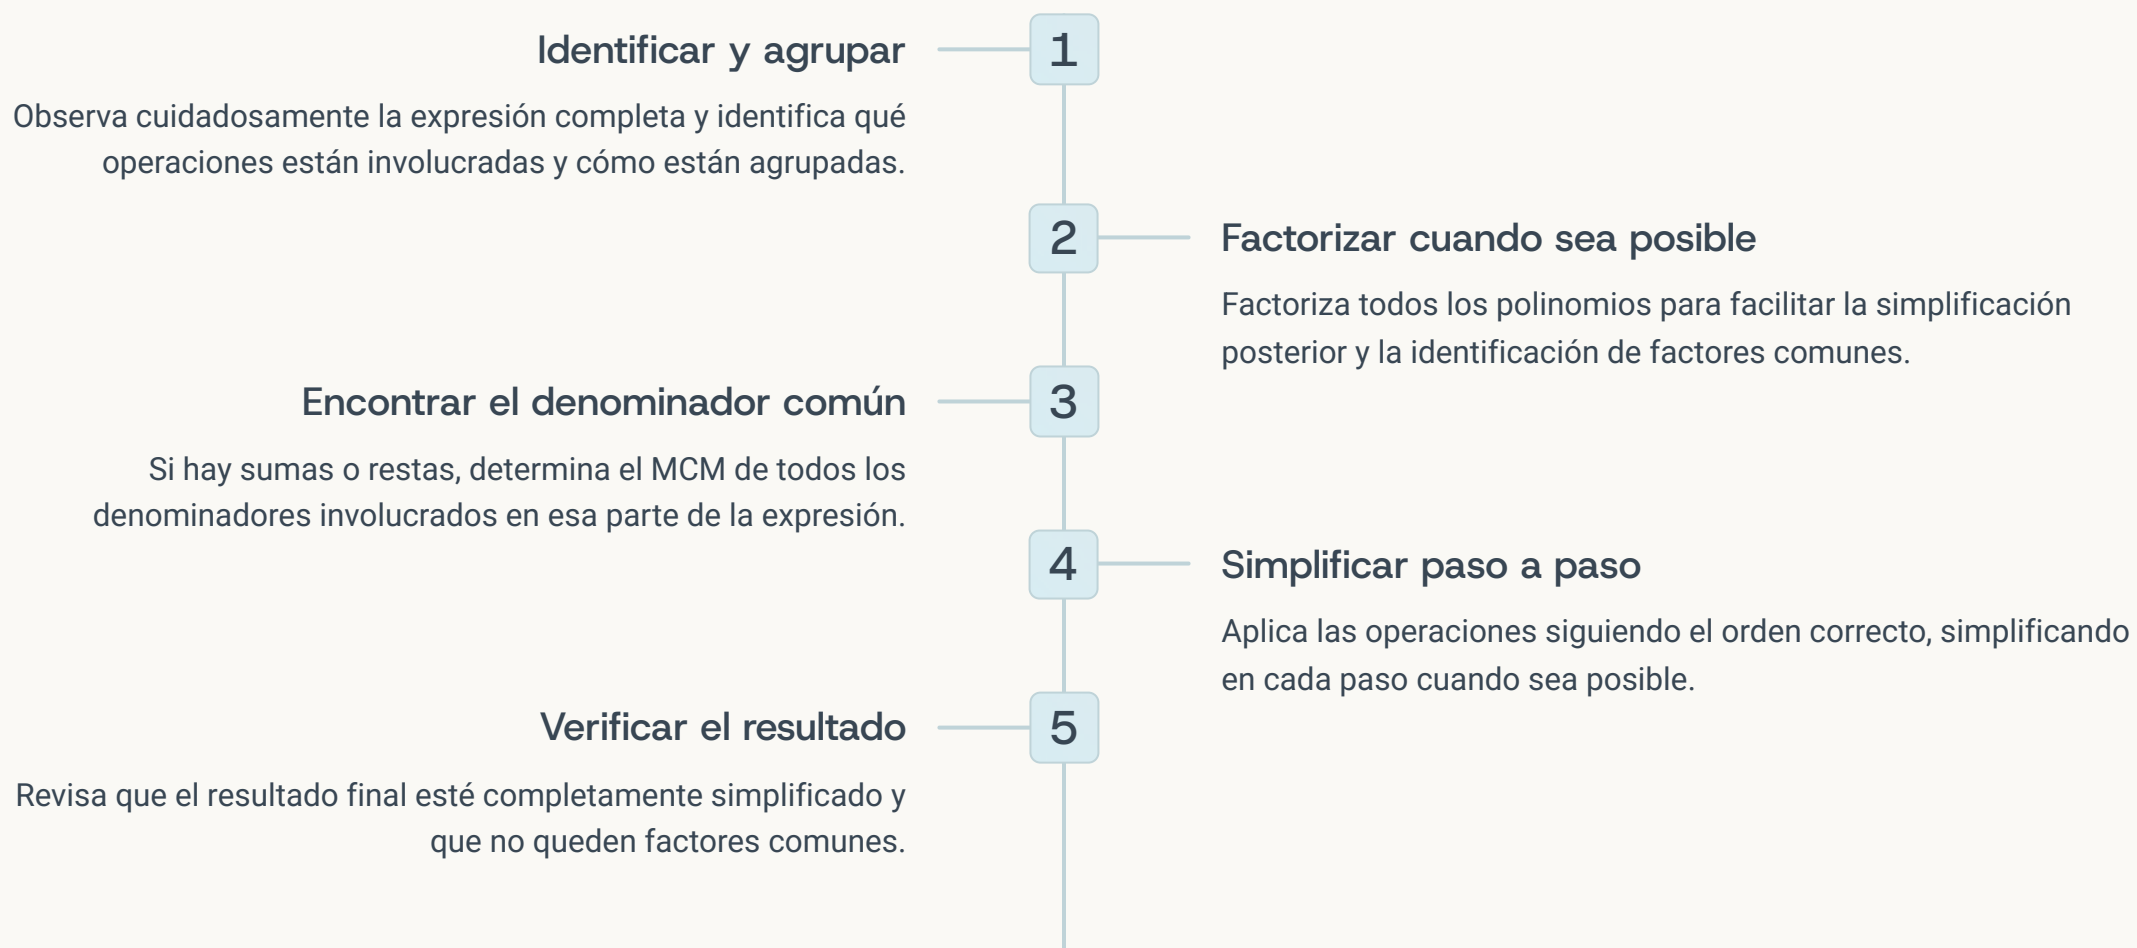 Identificar y agrupar
1
Observa cuidadosamente la expresión completa y identifica qué
operaciones están involucradas y cómo están agrupadas.
2
Factorizar cuando sea posible
Factoriza todos los polinomios para facilitar la simplificación
posterior y la identificación de factores comunes.
Encontrar el denominador común
3
Si hay sumas o restas, determina el MCM de todos los
denominadores involucrados en esa parte de la expresión.
4
Simplificar paso a paso
Aplica las operaciones siguiendo el orden correcto, simplificando
en cada paso cuando sea posible.
Verificar el resultado
5
Revisa que el resultado final esté completamente simplificado y
que no queden factores comunes.